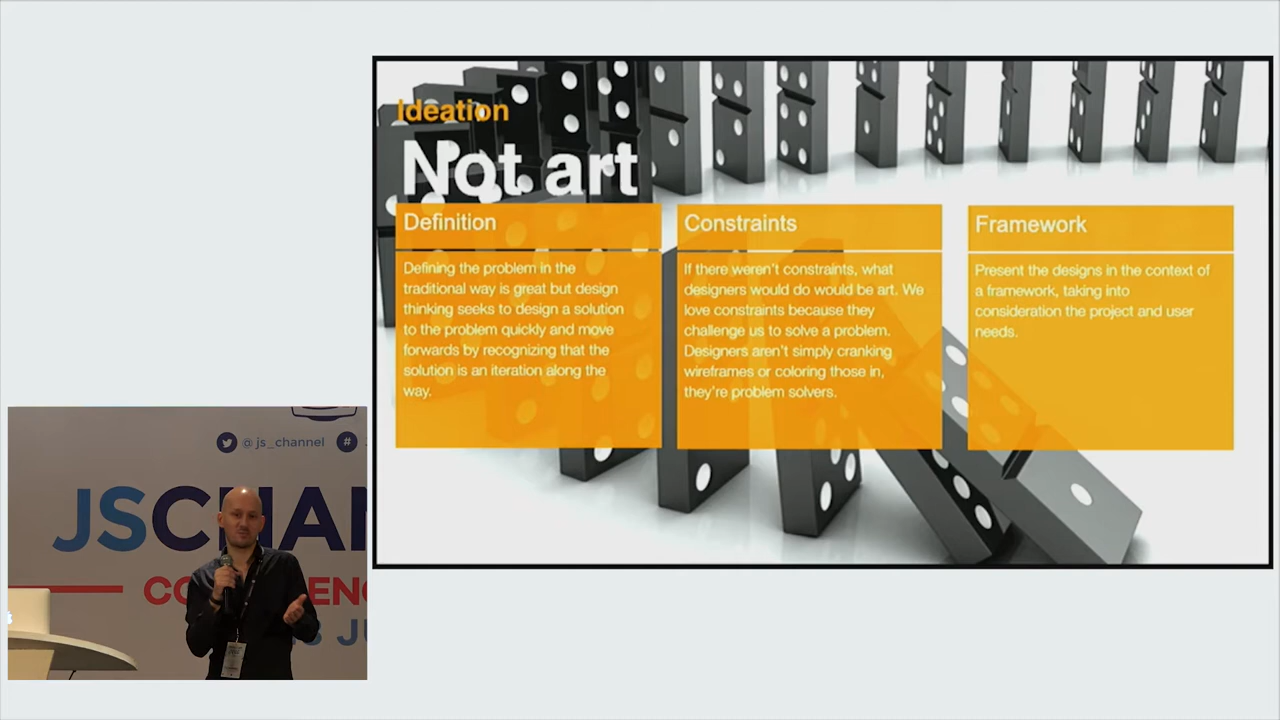 Ideation
Not art
Definition
Defining the problem in the
traditional way is great but design
thinking seeks to design a solution
to the problem quickly and move
forwards by recognizing that the
solution is an iteration along the
way.
Constraints
If there weren't constraints, what
designers would do would be art. We
love constraints because they
challenge us to solve a problem.
Designers aren't simply cranking
wireframes or coloring those in,
they're problem solvers.
Framework
Present the designs in the context of
a framework, taking into
consideration the project and user
needs.
@js_channel #
JSCHAN